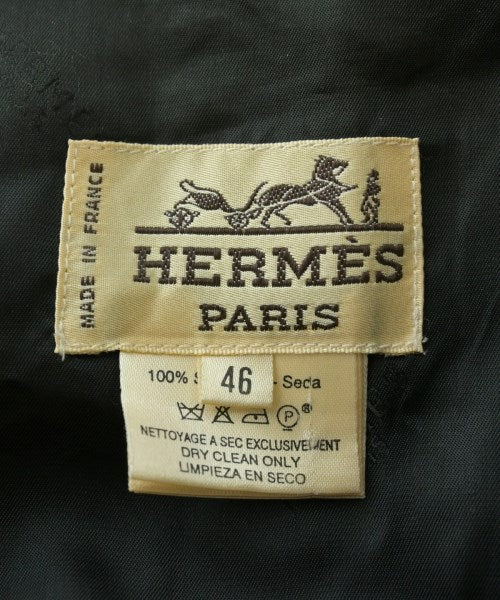 MADE IN FRANCE
HERMÈS
PARIS
100% 46 - Seda
P ®
NETTOYAGE A SEC EXCLUSIVEMENT
DRY CLEAN ONLY
LIMPIEZA EN SECO